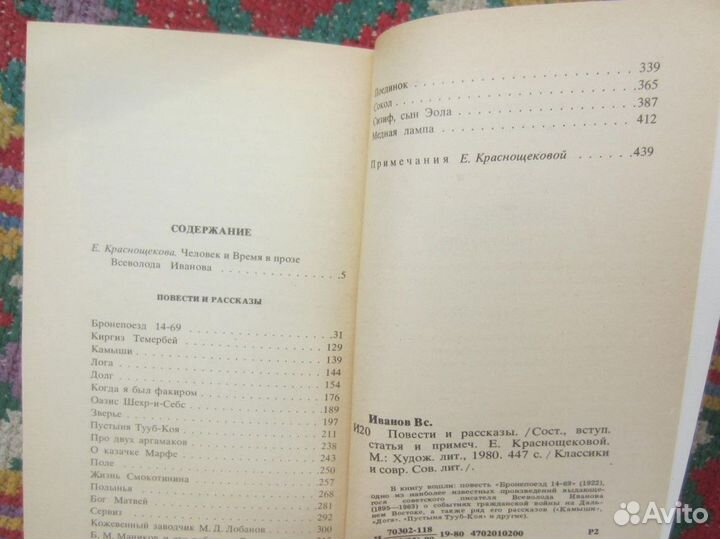 СОДЕРЖАНИЕ
Е. Краснощекова. Человек и Время в прозе
Всеволода Иванова . . . . . . . . . . . 5
ПОВЕСТИ И РАССКАЗЫ
Бронепоезд 14-69 . . . . . . . . . . . 31
Киргиз Темербей . . . . . . . . . . . 129
Камыши . . . . . . . . . . . 139
Лога . . . . . . . . . . . 144
Долг . . . . . . . . . . . 154
Когда я был факиром . . . . . . . . . . . 176
Оазис Шехр-и-Себс . . . . . . . . . . . 189
Зверье . . . . . . . . . . . 197
Пустыня Тууб-Коя . . . . . . . . . . . 211
Про двух аргамаков . . . . . . . . . . . 238
О казачке Марфе . . . . . . . . . . . 243
Поле . . . . . . . . . . . 250
Жизнь Смокотинина . . . . . . . . . . . 257
Полынья . . . . . . . . . . . 268
Бог Матвей . . . . . . . . . . . 281
Сервиз . . . . . . . . . . . 292
Кожевенный заводчик М. Д. Лобанов . . . 300
Б. М. Маников и
Поединок . . . . . . . . . . . 339
Сокол . . . . . . . . . . . 365
Сизиф, сын Эола . . . . . . . . . . . 387
Медная лампа . . . . . . . . . . . 412
Примечания Е. Краснощековой . . . . . . 439
Иванов Вс.
И20 Повести и рассказы. /Сост., вступ.
статья и примеч. Е. Краснощековой.
М.: Худож. лит., 1980. 447 с. /Классики
и совр. Сов. лит./.
В книгу вошли: повесть «Бронепоезд 14-69» (1922),
одно из наиболее известных произведений выдающе-
гося советского писателя Всеволода Иванова
(1895—1963) о событиях гражданской войны на Даль-
нем Востоке, а также ряд его рассказов («Камыши»,
«Лога», «Пустыня Тууб-Коя» и другие).
70302-118
19-80 4702010200 Р2
Avito